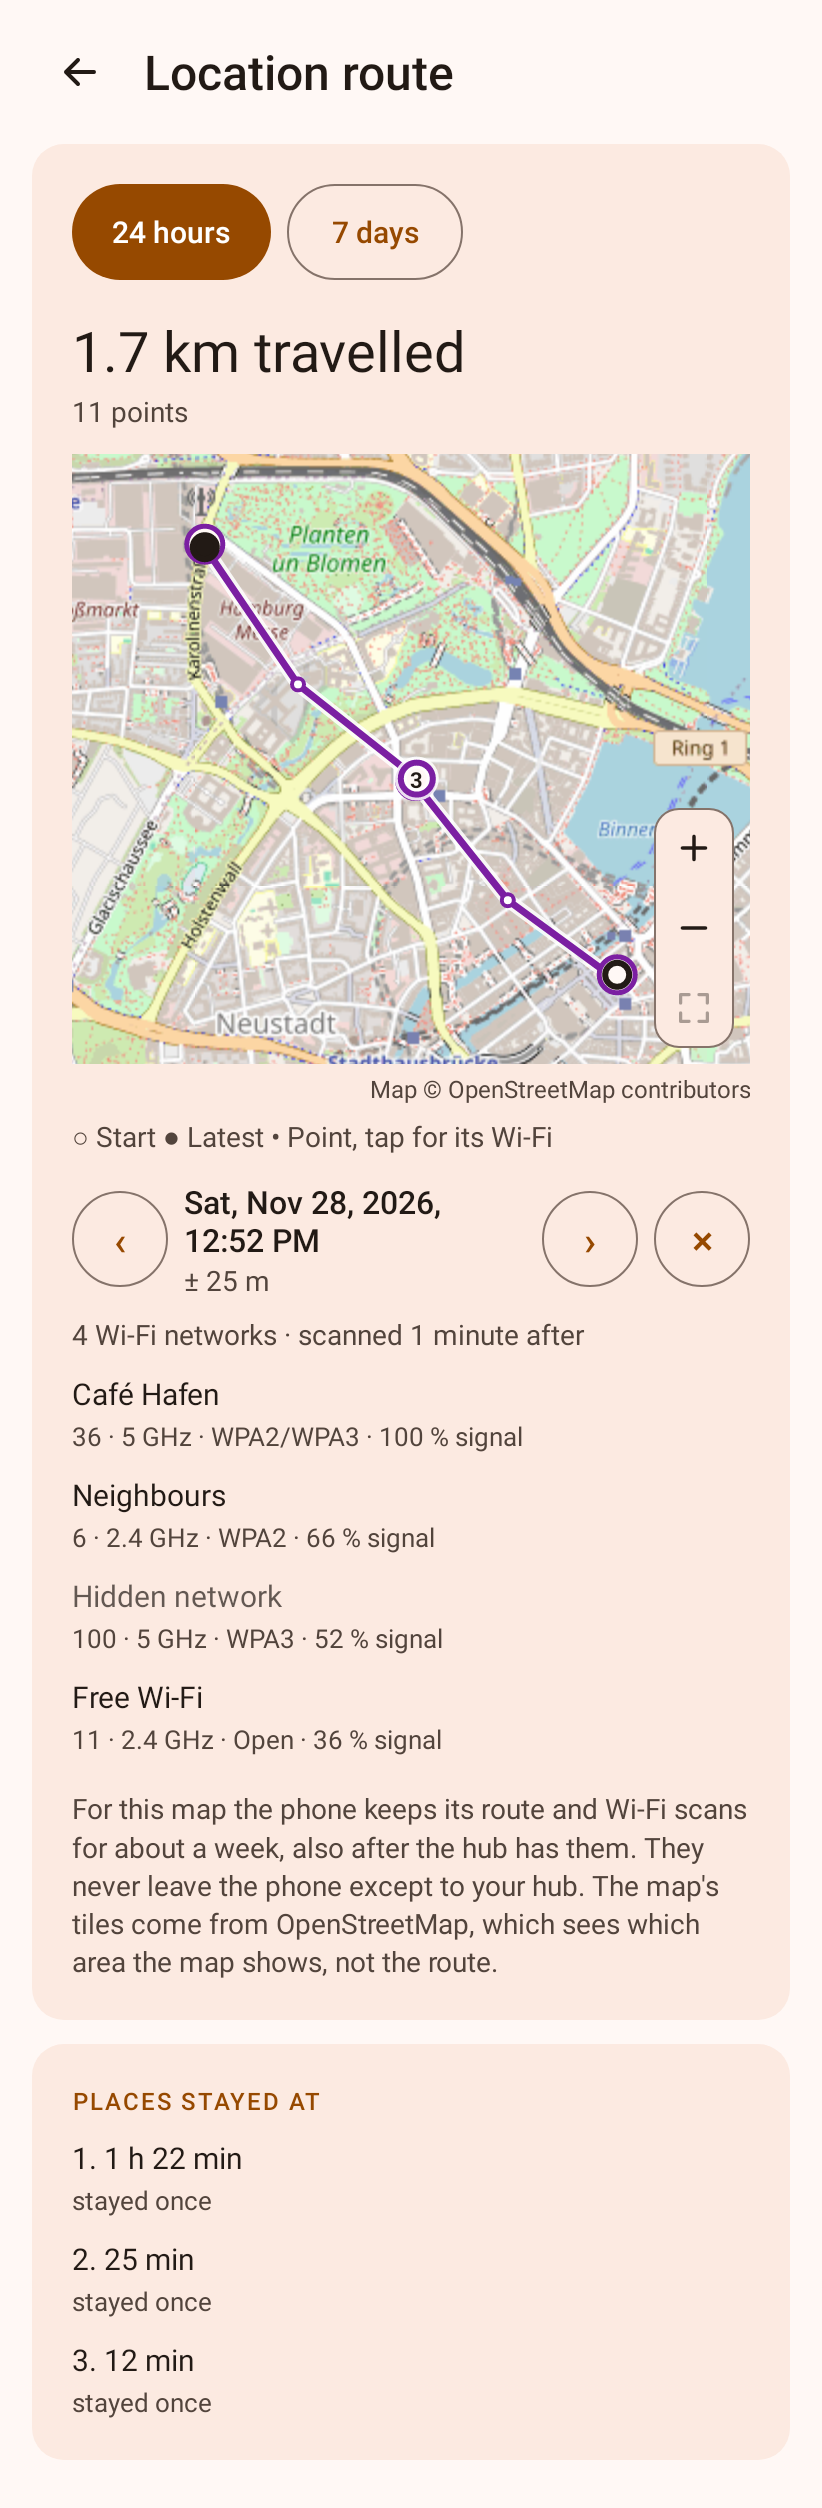 Location route
24 hours
7 days
1.7 km travelled
11 points
Planten
un Blomen
Karolinenstra
ßmarkt
Hamburg
Messe
Ring 1
3
Binner
Glacischaussee
Holstenwall
Neustadt
Stadthausbrücke
Map © OpenStreetMap contributors
○ Start ● Latest • Point, tap for its Wi-Fi
‹
Sat, Nov 28, 2026,
12:52 PM
± 25 m
›
×
4 Wi-Fi networks · scanned 1 minute after
Café Hafen
36 · 5 GHz · WPA2/WPA3 · 100 % signal
Neighbours
6 · 2.4 GHz · WPA2 · 66 % signal
Hidden network
100 · 5 GHz · WPA3 · 52 % signal
Free Wi-Fi
11 · 2.4 GHz · Open · 36 % signal
For this map the phone keeps its route and Wi-Fi scans
for about a week, also after the hub has them. They
never leave the phone except to your hub. The map's
tiles come from OpenStreetMap, which sees which
area the map shows, not the route.
PLACES STAYED AT
1. 1 h 22 min
stayed once
2. 25 min
stayed once
3. 12 min
stayed once